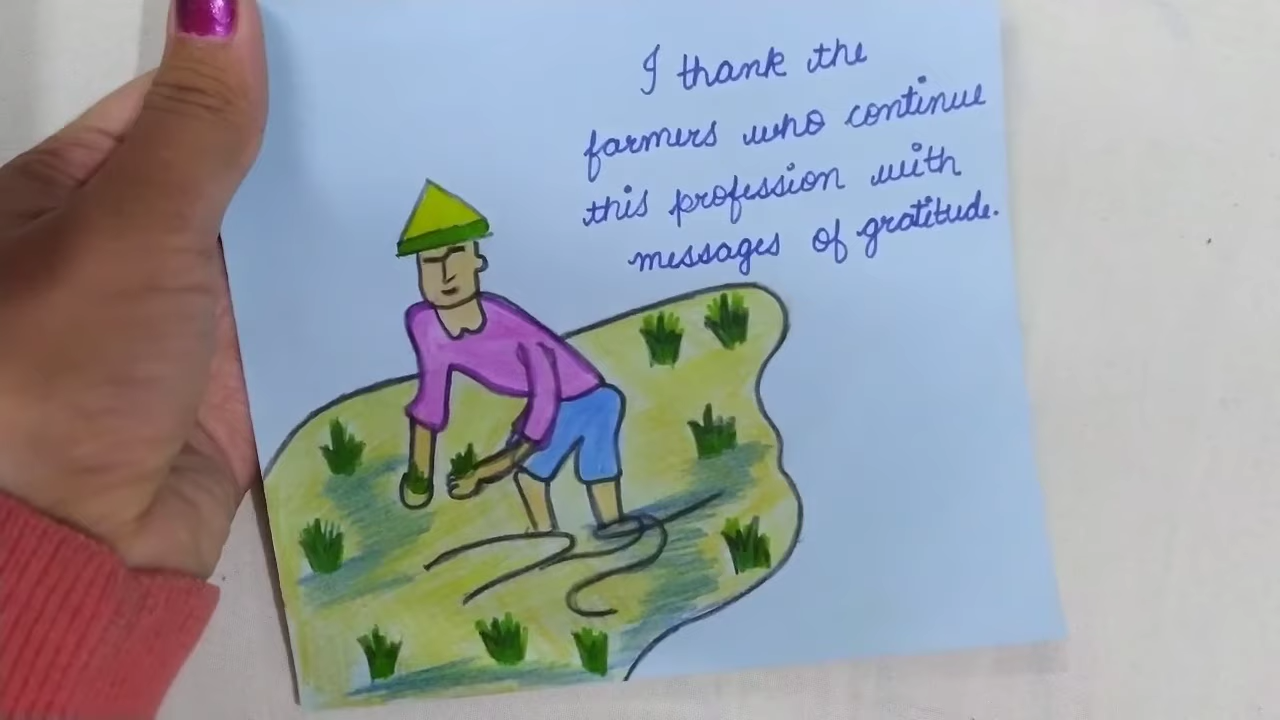 I thank the
farmers who continue
this profession with
messages of gratitude.